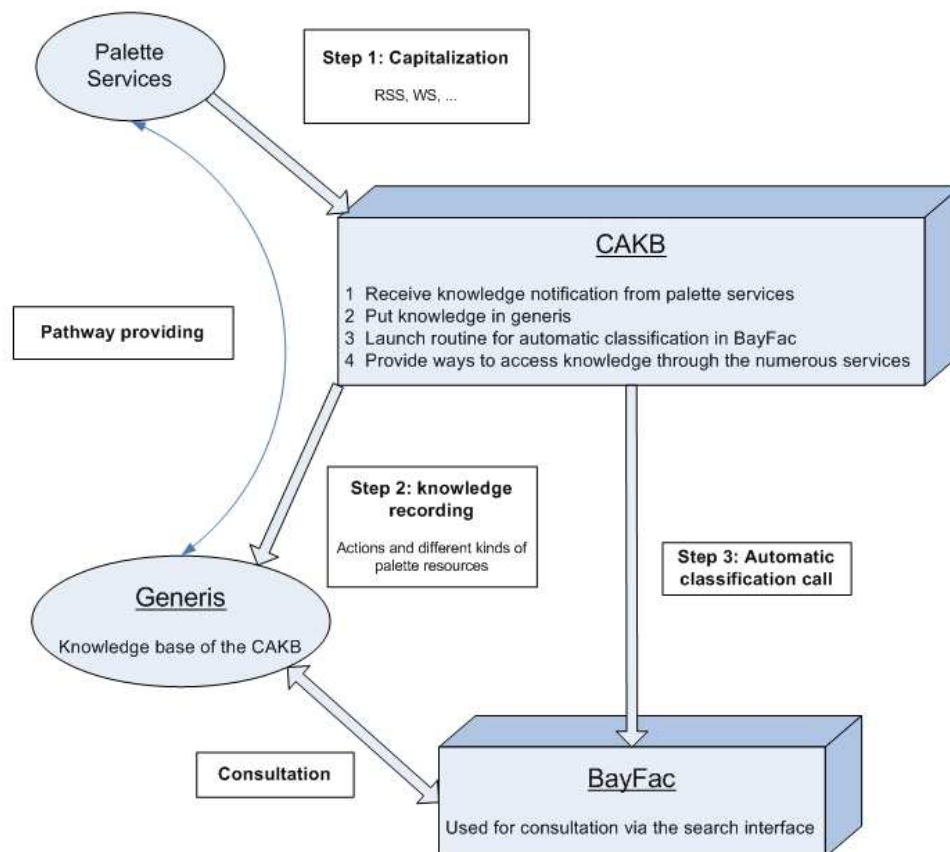 Palette
Services
Step 1: Capitalization
RSS, WS, ...
CAKB
1 Receive knowledge notification from palette services
2 Put knowledge in generis
3 Launch routine for automatic classification in BayFac
4 Provide ways to access knowledge through the numerous services
Pathway providing
Step 2: knowledge
recording
Actions and different kinds of
palette resources
Step 3: Automatic
classification call
Generis
Knowledge base of the CAKB
Consultation
BayFac
Used for consultation via the search interface